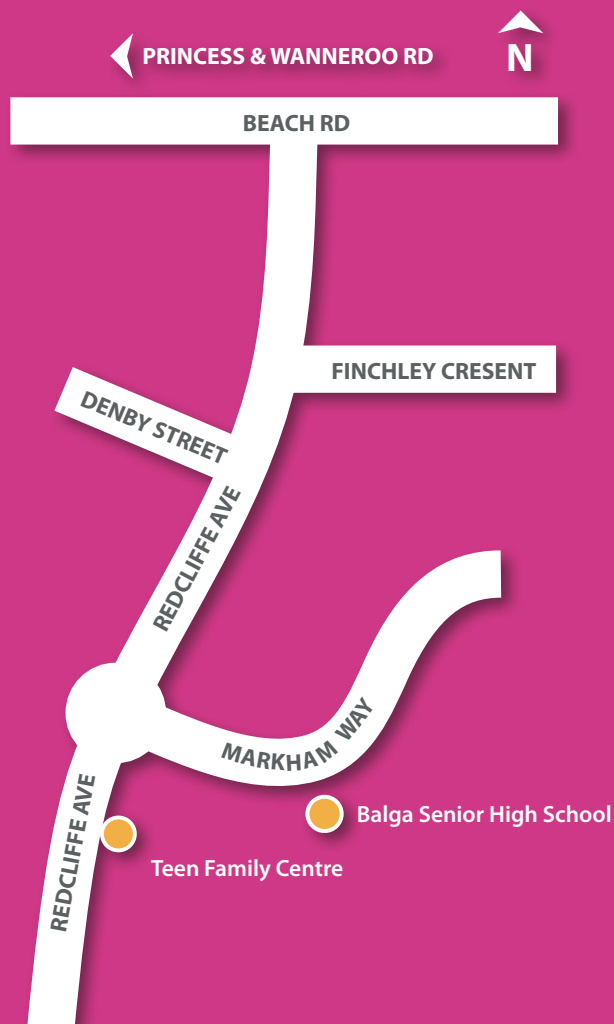 PRINCESS & WANNEROO RD
N
BEACH RD
FINCHLEY CRESENT
DENBY STREET
REDCLIFFE AVE
MARKHAM WAY
REDCLIFFE AVE
Balga Senior High School
Teen Family Centre